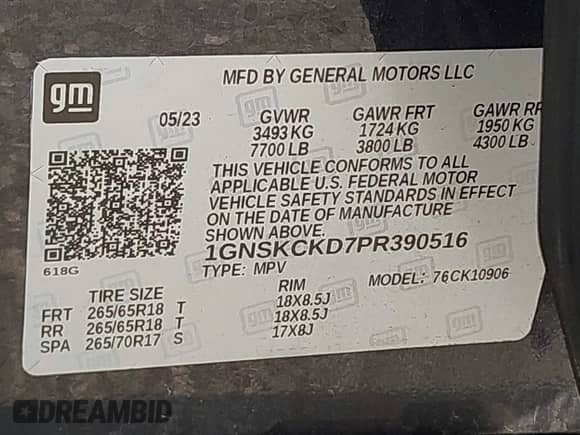 gm
MFD BY GENERAL MOTORS LLC
05/23 GVWR GAWR FRT GAWR RR
3493 KG 1724 KG 1950 KG
7700 LB 3800 LB 4300 LB
THIS VEHICLE CONFORMS TO ALL
APPLICABLE U.S. FEDERAL MOTOR
VEHICLE SAFETY STANDARDS IN EFFECT
ON THE DATE OF MANUFACTURE
SHOWN ABOVE.
1GNSKCKD7PR390516
618G
TYPE: MPV MODEL: 76CK10906
TIRE SIZE RIM
FRT 265/65R18 T 18X8.5J
RR 265/65R18 T 18X8.5J
SPA 265/70R17 S 17X8J
DREAMBID